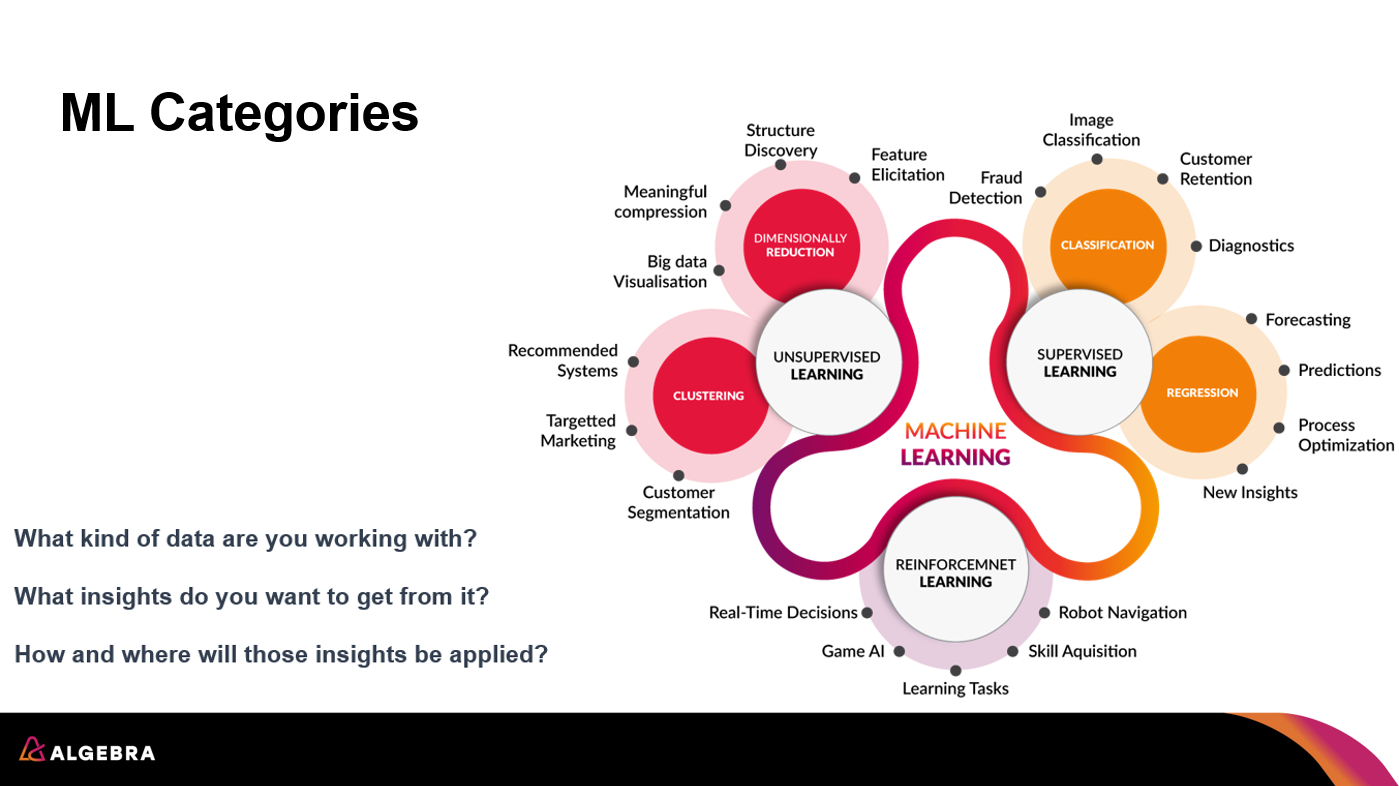 ML Categories
Structure
Discovery
Feature
Elicitation
Meaningful
compression
Big data
Visualisation
DIMENSIONALLY
REDUCTION
Recommended
Systems
Targetted
Marketing
Customer
Segmentation
CLUSTERING
UNSUPERVISED
LEARNING
Image
Classification
Customer
Retention
Fraud
Detection
Diagnostics
CLASSIFICATION
SUPERVISED
LEARNING
Forecasting
Predictions
Process
Optimization
New Insights
REGRESSION
MACHINE
LEARNING
REINFORCEMNET
LEARNING
Real-Time Decisions
Robot Navigation
Game AI
Skill Aquisition
Learning Tasks
What kind of data are you working with?
What insights do you want to get from it?
How and where will those insights be applied?
ALGEBRA